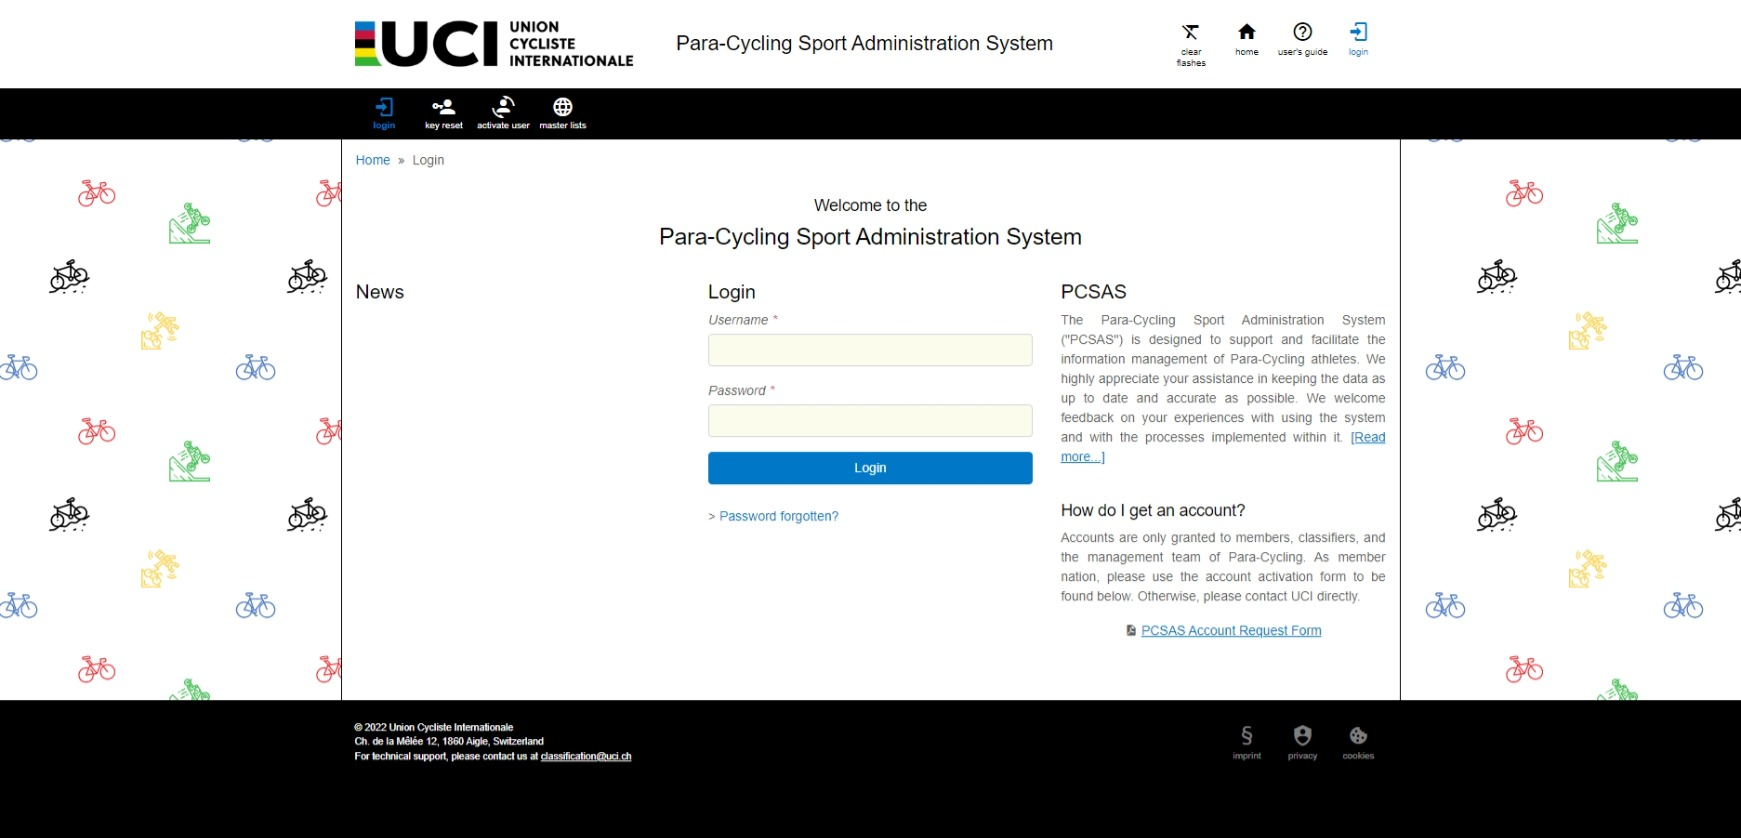 UCI UNION
CYCLISTE
INTERNATIONALE
Para-Cycling Sport Administration System
clear
flashes
home
user's guide
login
login
key reset
activate user
master lists
Home » Login
Welcome to the
Para-Cycling Sport Administration System
News
Login
Username *
Password *
Login
> Password forgotten?
PCSAS
The Para-Cycling Sport Administration System
("PCSAS") is designed to support and facilitate the
information management of Para-Cycling athletes. We
highly appreciate your assistance in keeping the data as
up to date and accurate as possible. We welcome
feedback on your experiences with using the system
and with the processes implemented within it. [Read
more...]
How do I get an account?
Accounts are only granted to members, classifiers, and
the management team of Para-Cycling. As member
nation, please use the account activation form to be
found below. Otherwise, please contact UCI directly.
PCSAS Account Request Form
© 2022 Union Cycliste Internationale
Ch. de la Mêlée 12, 1860 Aigle, Switzerland
For technical support, please contact us at classification@uci.ch
§
imprint
privacy
cookies